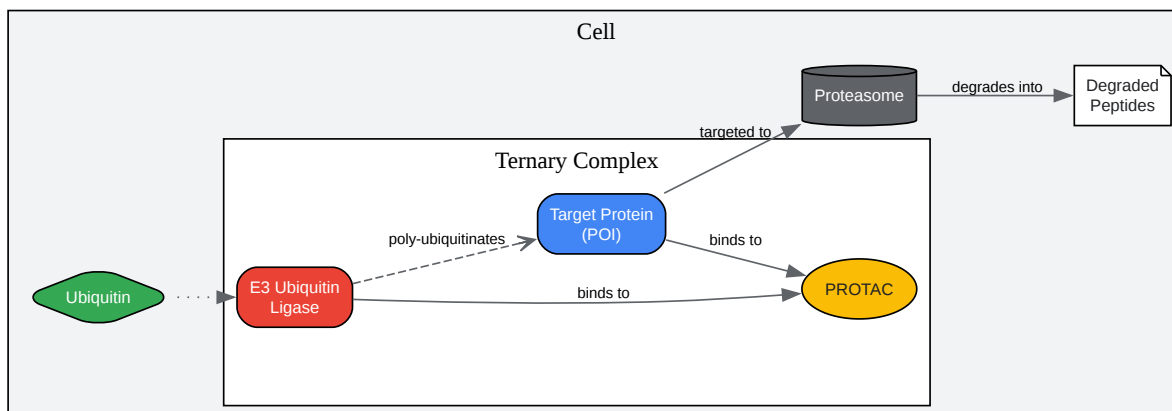 Cell
Proteasome
degrades into
Degraded
Peptides
targeted to
Ternary Complex
Target Protein
(POI)
poly-ubiquitinates
binds to
E3 Ubiquitin
Ligase
Ubiquitin
binds to
PROTAC